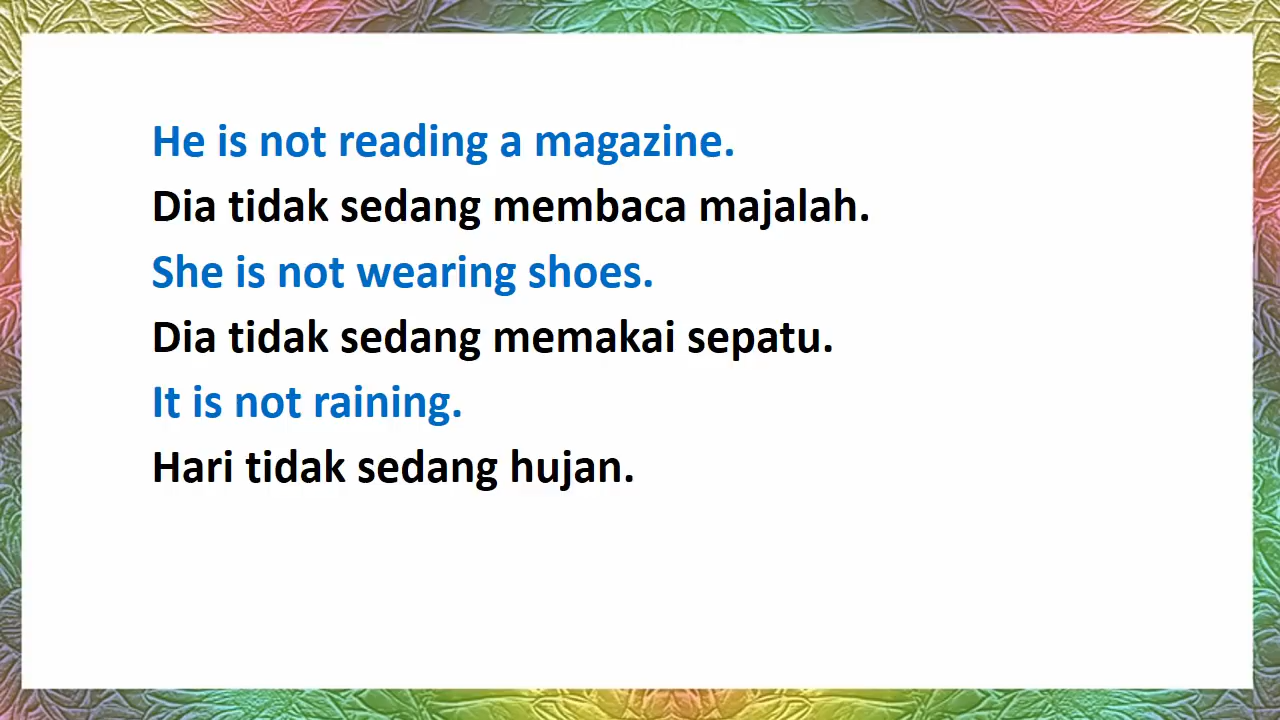 He is not reading a magazine.
Dia tidak sedang membaca majalah.
She is not wearing shoes.
Dia tidak sedang memakai sepatu.
It is not raining.
Hari tidak sedang hujan.